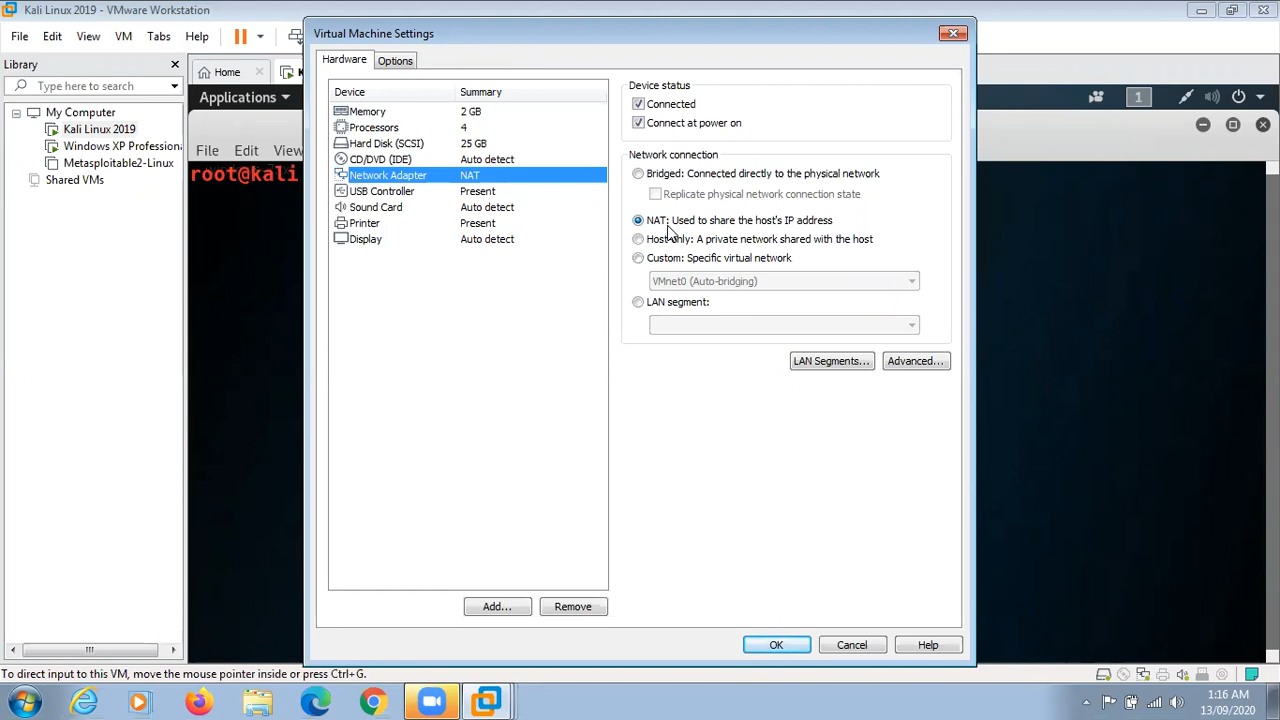 Kali Linux 2019 - VMware Workstation
File Edit View VM Tabs Help
Library
Type here to search
My Computer
Kali Linux 2019
Windows XP Professiona
Metasploitable2-Linux
Shared VMs
Home
Applications
1
File Edit View
root@kali
Virtual Machine Settings
Hardware Options
Device Summary
Memory 2 GB
Processors 4
Hard Disk (SCSI) 25 GB
CD/DVD (IDE) Auto detect
Network Adapter NAT
USB Controller Present
Sound Card Auto detect
Printer Present
Display Auto detect
Add... Remove
Device status
Connected
Connect at power on
Network connection
Bridged: Connected directly to the physical network
Replicate physical network connection state
NAT: Used to share the host's IP address
Host-only: A private network shared with the host
Custom: Specific virtual network
VMnet0 (Auto-bridging)
LAN segment:
LAN Segments... Advanced...
OK Cancel Help
To direct input to this VM, move the mouse pointer inside or press Ctrl+G.
1:16 AM
13/09/2020